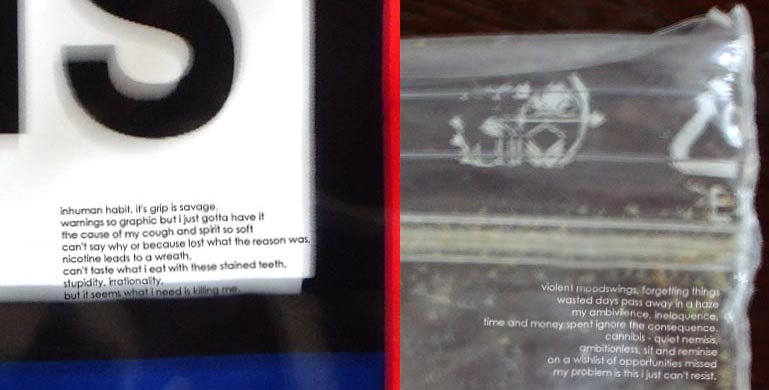 S
inhuman habit, it's grip is savage,
warnings so graphic but i just gotta have it
the cause of my cough and spirit so soft
can't say why or because lost what the reason was,
nicotine leads to a wreath,
can't taste what i eat with these stained teeth,
stupidity, irrationality,
but it seems what i need is killing me.
violent moodswings, forgetting things
wasted days pass away in a haze
my ambivilence, ineloquence,
time and money spent ignore the consequence.
cannibis - quiet nemisis,
ambitionless, sit and reminise
on a wishlist of opportunities missed
my problem is this i just can't resist.